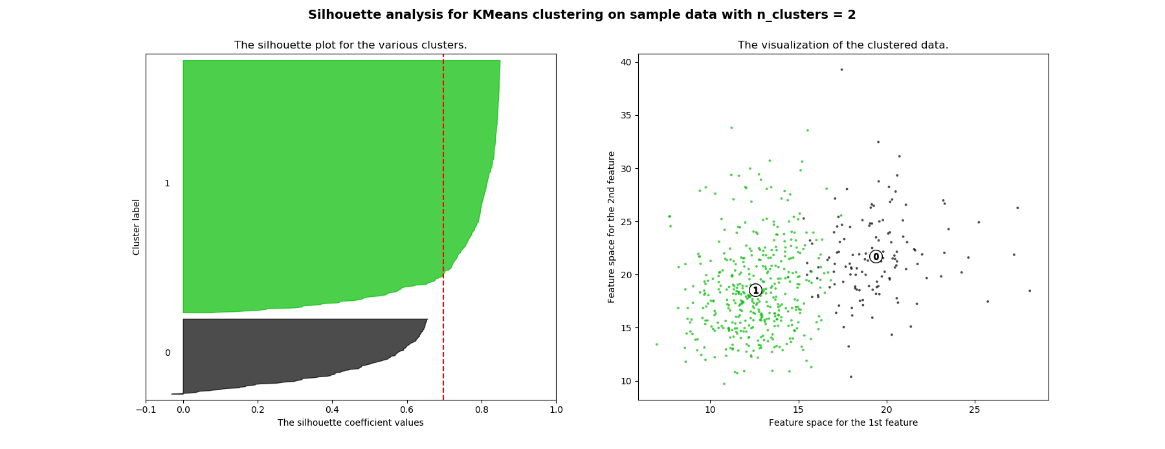 Silhouette analysis for KMeans clustering on sample data with n_clusters = 2
The silhouette plot for the various clusters.
Cluster label
1
0
−0.1 0.0 0.2 0.4 0.6 0.8 1.0
The silhouette coefficient values
The visualization of the clustered data.
Feature space for the 2nd feature
40
35
30
25
20
15
10
0
1
10 15 20 25
Feature space for the 1st feature